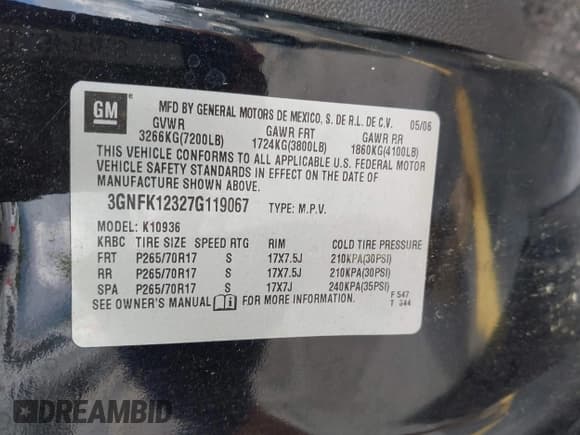 GM
MFD BY GENERAL MOTORS DE MEXICO, S. DE R.L. DE C.V. 05/06
GVWR GAWR FRT GAWR RR
3266KG(7200LB) 1724KG(3800LB) 1860KG(4100LB)
THIS VEHICLE CONFORMS TO ALL APPLICABLE U.S. FEDERAL MOTOR
VEHICLE SAFETY STANDARDS IN EFFECT ON THE DATE OF
MANUFACTURE SHOWN ABOVE.
3GNFK12327G119067 TYPE: M.P.V.
MODEL: K10936
KRBC TIRE SIZE SPEED RTG RIM COLD TIRE PRESSURE
FRT P265/70R17 S 17X7.5J 210KPA(30PSI)
RR P265/70R17 S 17X7.5J 210KPA(30PSI)
SPA P265/70R17 S 17X7J 240KPA(35PSI)
SEE OWNER'S MANUAL FOR MORE INFORMATION.
F 547
T 344
DREAMBID